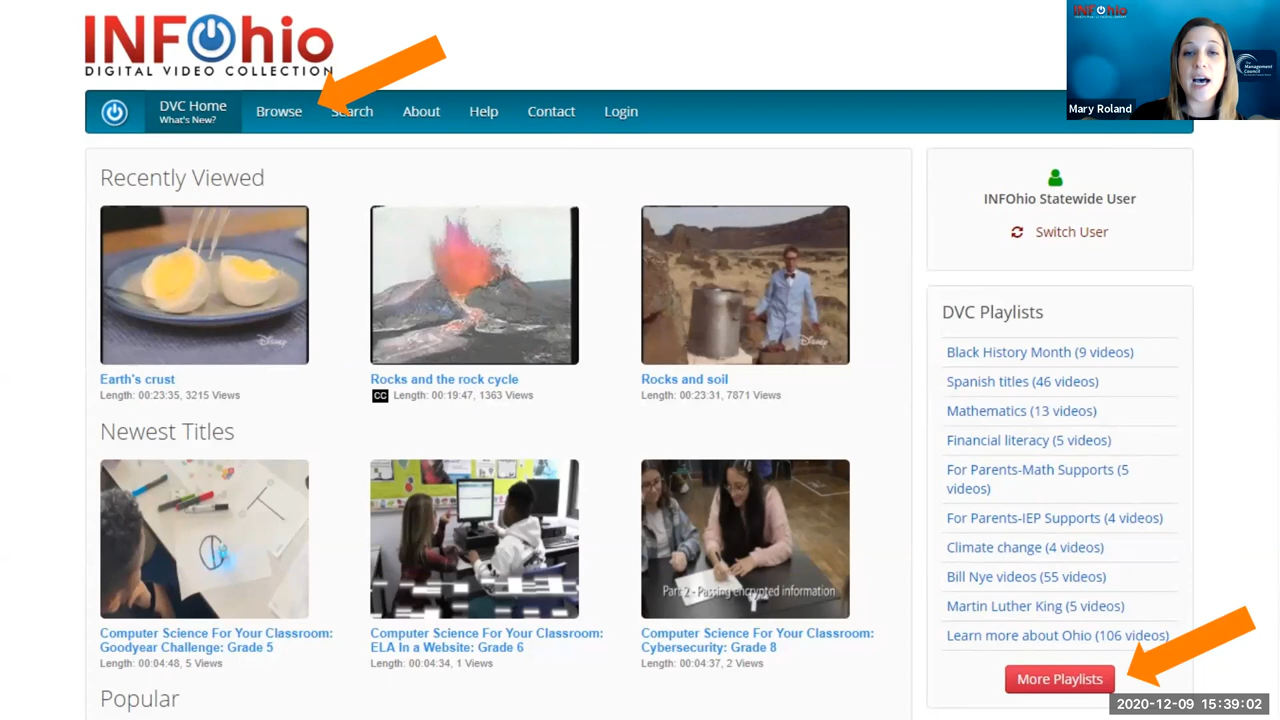 INFOhio
DIGITAL VIDEO COLLECTION
INFOhio
The Management Council
Mary Roland
DVC Home
What's New?
Browse
Search
About
Help
Contact
Login
Recently Viewed
Disney
Disney
Earth's crust
Length: 00:23:35, 3215 Views
Rocks and the rock cycle
CC Length: 00:19:47, 1363 Views
Rocks and soil
Length: 00:23:31, 7871 Views
Newest Titles
Part 2 - Passing encrypted information
Computer Science For Your Classroom:
Goodyear Challenge: Grade 5
Length: 00:04:48, 5 Views
Computer Science For Your Classroom:
ELA In a Website: Grade 6
Length: 00:04:34, 1 Views
Computer Science For Your Classroom:
Cybersecurity: Grade 8
Length: 00:04:37, 2 Views
Popular
INFOhio Statewide User
Switch User
DVC Playlists
Black History Month (9 videos)
Spanish titles (46 videos)
Mathematics (13 videos)
Financial literacy (5 videos)
For Parents-Math Supports (5
videos)
For Parents-IEP Supports (4 videos)
Climate change (4 videos)
Bill Nye videos (55 videos)
Martin Luther King (5 videos)
Learn more about Ohio (106 videos)
More Playlists
2020-12-09 15:39:02